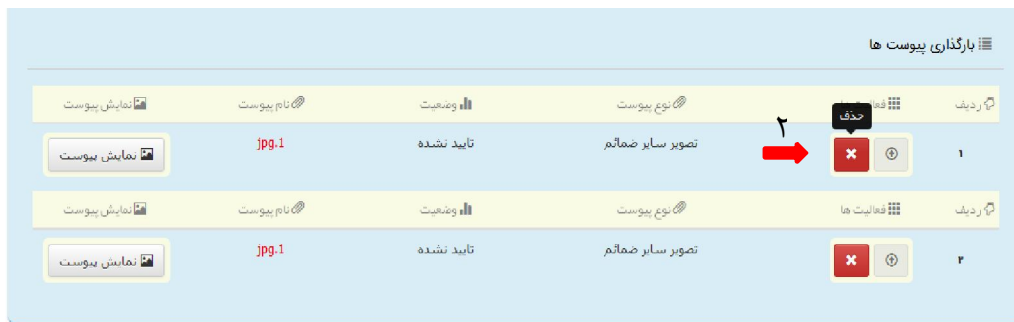 بارگذاری پیوست ها
ردیف فعالیت ها نوع پیوست وضعیت نام پیوست نمایش پیوست
حذف
۲
۱ تصویر سایر ضمائم تایید نشده jpg.1 نمایش پیوست
ردیف فعالیت ها نوع پیوست وضعیت نام پیوست نمایش پیوست
۲ تصویر سایر ضمائم تایید نشده jpg.1 نمایش پیوست